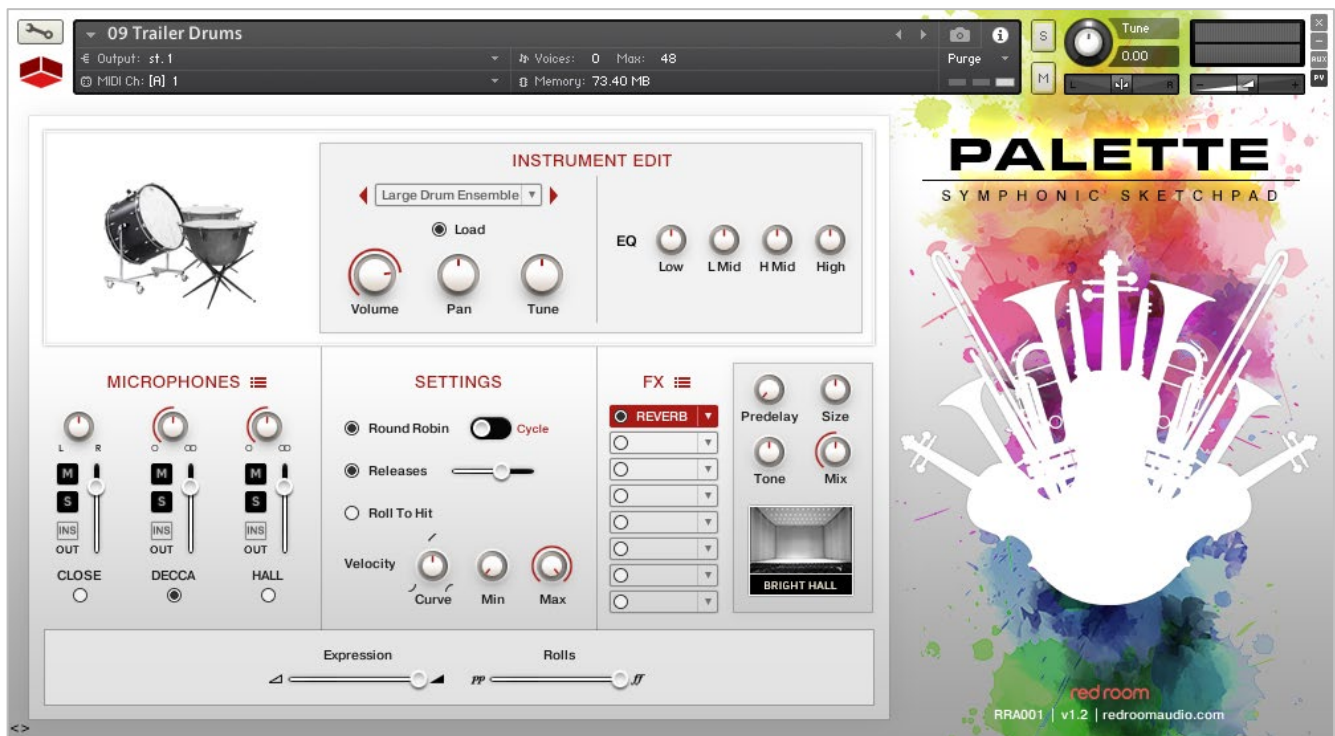 09 Trailer Drums
Output: st.1
Voices: 0 Max: 48
Purge
MIDI Ch: [A] 1
Memory: 73.40 MB
S
M
Tune
0.00
L R
- +
×
-
AUX
PV
INSTRUMENT EDIT
Large Drum Ensemble
Load
Volume Pan Tune
EQ
Low L Mid H Mid High
MICROPHONES
L R
M M M
S S S
INS INS INS
OUT OUT OUT
CLOSE DECCA HALL
SETTINGS
Round Robin Cycle
Releases
Roll To Hit
Velocity
Curve Min Max
FX
REVERB
Predelay Size
Tone Mix
BRIGHT HALL
Expression Rolls
pp ff
<>
PALETTE
SYMPHONIC SKETCHPAD
red room
RRA001 | v1.2 | redroomaudio.com